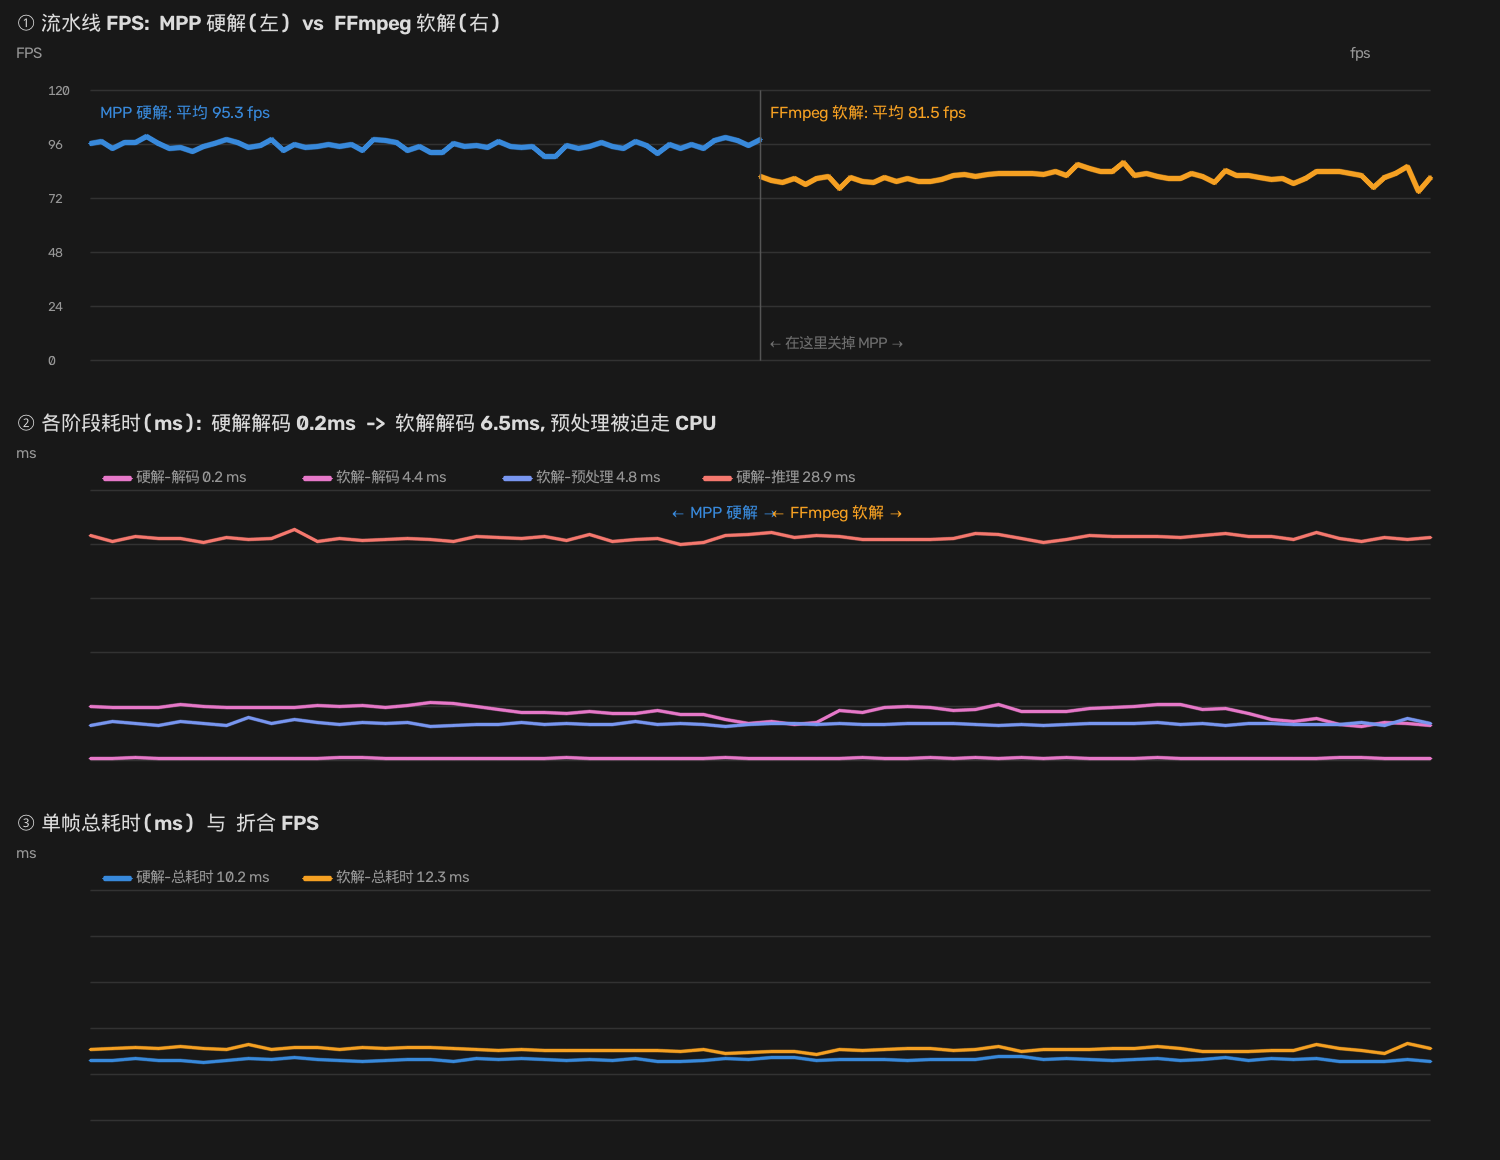 ① 流水线 FPS: MPP 硬解(左) vs FFmpeg 软解(右)
FPS
fps
120
MPP 硬解: 平均 95.3 fps
FFmpeg 软解: 平均 81.5 fps
96
72
48
24
← 在这里关掉 MPP →
0
② 各阶段耗时(ms): 硬解解码 0.2ms -> 软解解码 6.5ms, 预处理被迫走 CPU
ms
硬解-解码 0.2 ms
软解-解码 4.4 ms
软解-预处理 4.8 ms
硬解-推理 28.9 ms
← MPP 硬解 →
← FFmpeg 软解 →
③ 单帧总耗时(ms) 与 折合 FPS
ms
硬解-总耗时 10.2 ms
软解-总耗时 12.3 ms